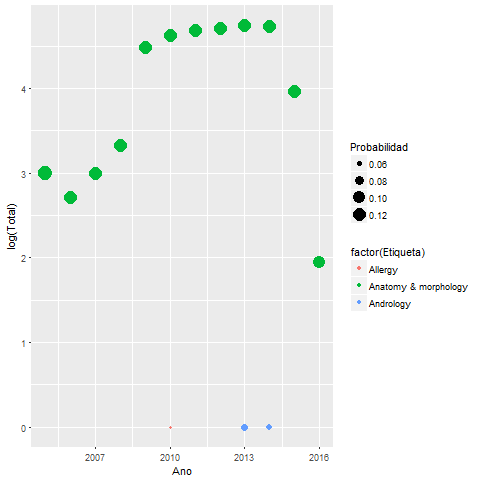 log(Total)
4
3
2
1
0
2007
2010
2013
2016
Ano
Probabilidad
0.06
0.08
0.10
0.12
factor(Etiqueta)
Allergy
Anatomy & morphology
Andrology